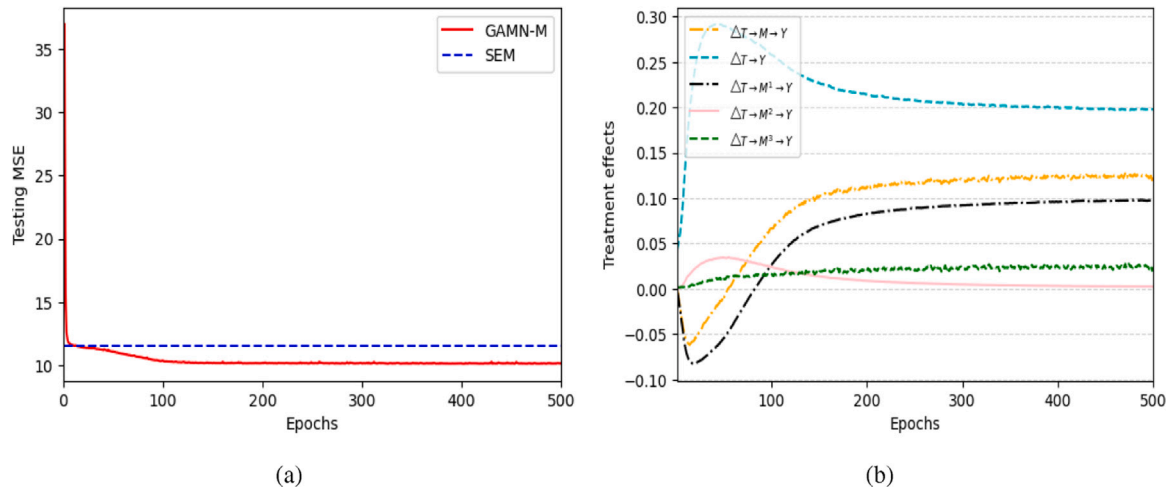 35
30
25
20
15
10
Testing MSE
GAMN-M
SEM
0
100
200
300
400
500
Epochs
(a)
0.30
0.25
0.20
0.15
0.10
0.05
0.00
−0.05
−0.10
Treatment effects
△T→M→Y
△T→Y
△T→M¹→Y
△T→M²→Y
△T→M³→Y
100
200
300
400
500
Epochs
(b)